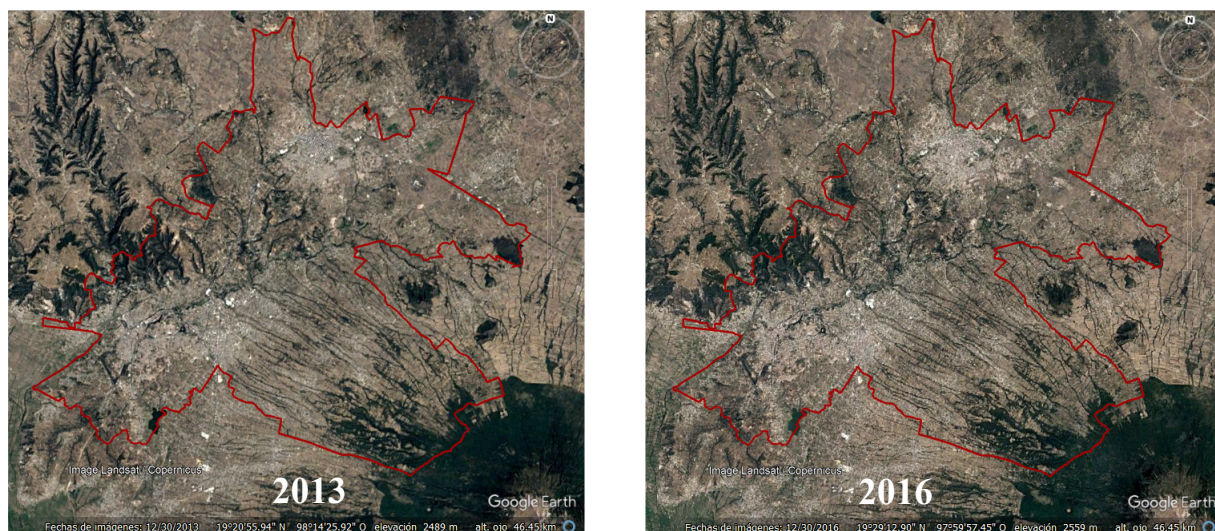 N
Image Landsat / Copernicus
2013
Google Earth
Fechas de imágenes: 12/30/2013 19°20'55.94" N 98°14'25.92" O elevación 2489 m alt. ojo 46.45 km
N
Image Landsat / Copernicus
2016
Google Earth
Fechas de imágenes: 12/30/2016 19°29'12.90" N 97°59'57.45" O elevación 2559 m alt. ojo 46.45 km